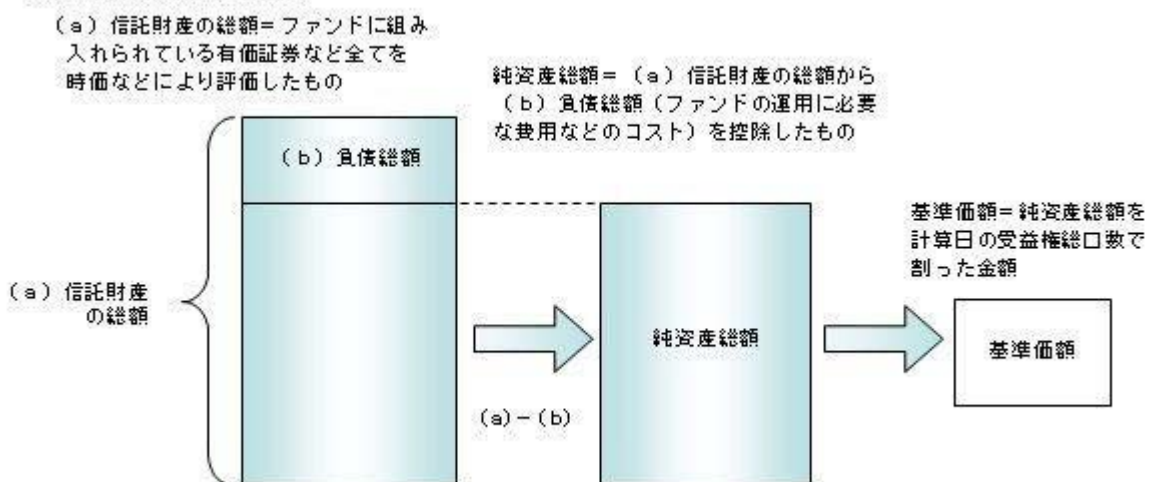 （a）信託財産の総額＝ファンドに組み
入れられている有価証券など全てを
時価などにより評価したもの
純資産総額＝（a）信託財産の総額から
（b）負債総額（ファンドの運用に必要
な費用などのコスト）を控除したもの
（b）負債総額
基準価額＝純資産総額を
計算日の受益権総口数で
割った金額
（a）信託財産
の総額
純資産総額
基準価額
(a)－(b)